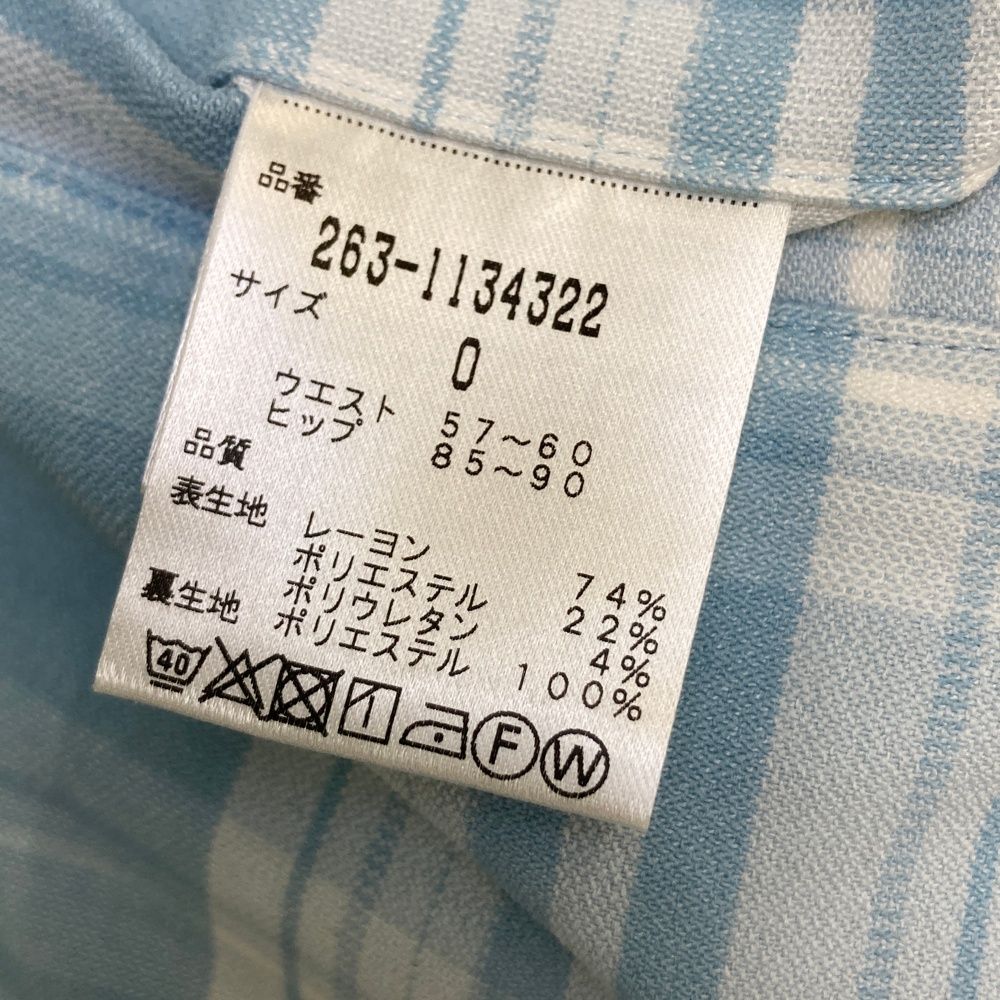 品番
263-1134322
サイズ
0
ウエスト 57～60
ヒップ 85～90
品質
表生地 レーヨン 74%
ポリエステル 22%
ポリウレタン 4%
裏生地 ポリエステル 100%
40 F W